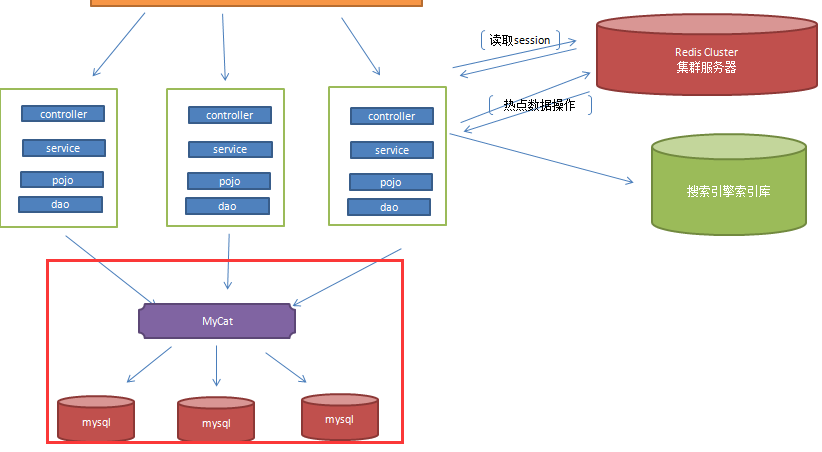 读取session
Redis Cluster
集群服务器
热点数据操作
搜索引擎索引库
controller
service
pojo
dao
controller
service
pojo
dao
controller
service
pojo
dao
MyCat
mysql
mysql
mysql